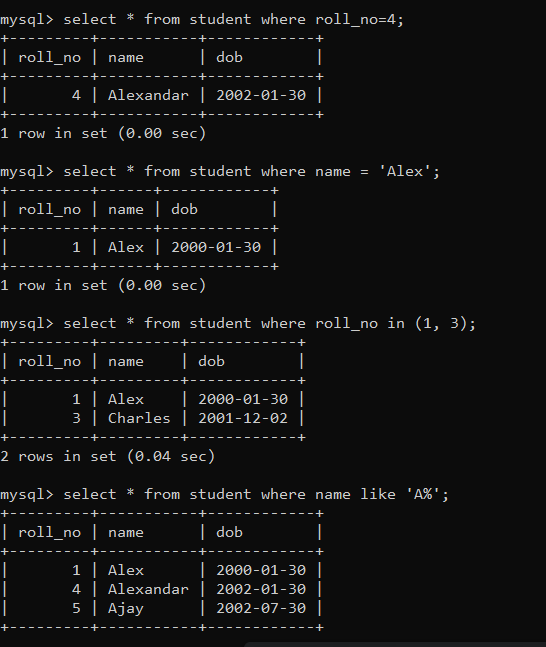 mysql> select * from student where roll_no=4;
+---------+-----------+------------+
| roll_no | name      | dob        |
+---------+-----------+------------+
|       4 | Alexandar | 2002-01-30 |
+---------+-----------+------------+
1 row in set (0.00 sec)
mysql> select * from student where name = 'Alex';
+---------+------+------------+
| roll_no | name | dob        |
+---------+------+------------+
|       1 | Alex | 2000-01-30 |
+---------+------+------------+
1 row in set (0.00 sec)
mysql> select * from student where roll_no in (1, 3);
+---------+---------+------------+
| roll_no | name    | dob        |
+---------+---------+------------+
|       1 | Alex    | 2000-01-30 |
|       3 | Charles | 2001-12-02 |
+---------+---------+------------+
2 rows in set (0.04 sec)
mysql> select * from student where name like 'A%';
+---------+-----------+------------+
| roll_no | name      | dob        |
+---------+-----------+------------+
|       1 | Alex      | 2000-01-30 |
|       4 | Alexandar | 2002-01-30 |
|       5 | Ajay      | 2002-07-30 |
+---------+-----------+------------+